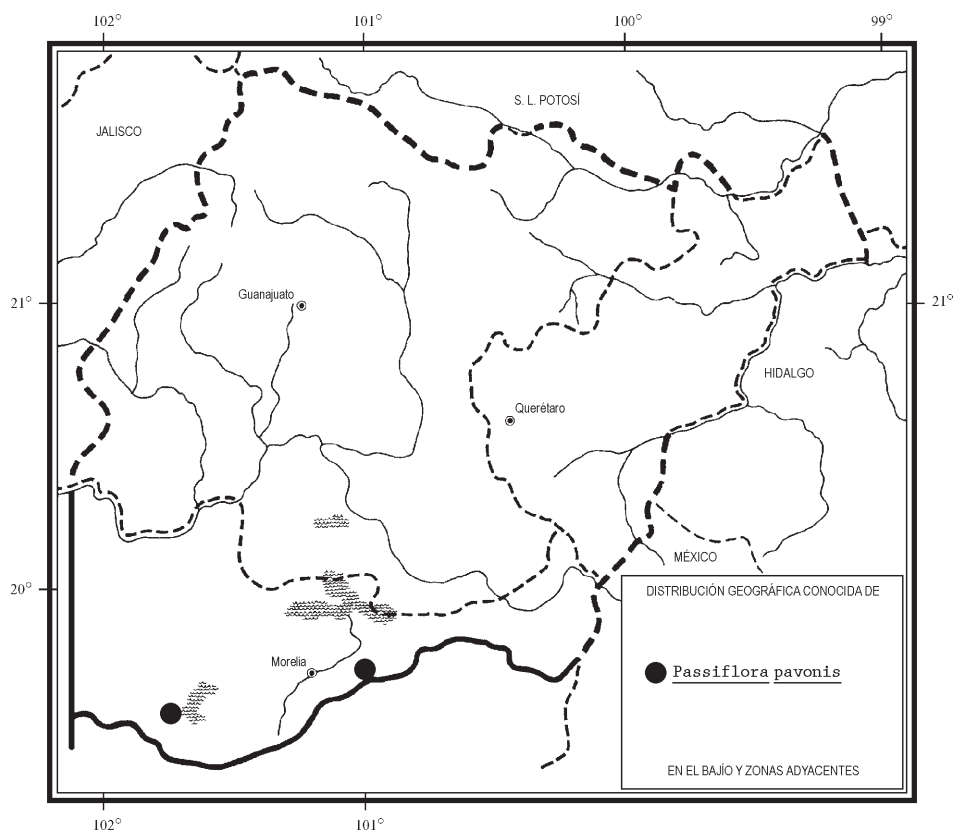 102°
101°
100°
99°
S. L. POTOSÍ
JALISCO
Guanajuato
21°
21°
HIDALGO
Querétaro
MÉXICO
20°
DISTRIBUCIÓN GEOGRÁFICA CONOCIDA DE
Morelia
Passiflora pavonis
EN EL BAJÍO Y ZONAS ADYACENTES
102°
101°